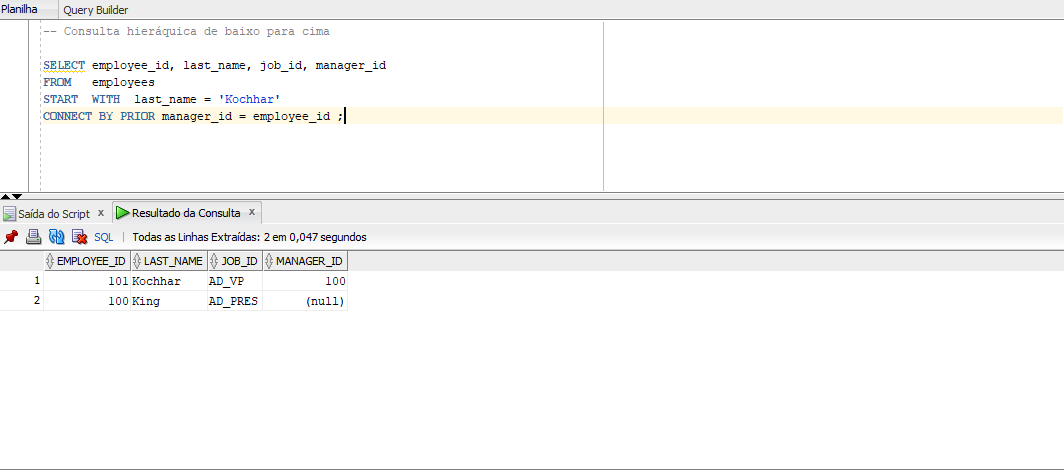 Planilha Query Builder
-- Consulta hieráquica de baixo para cima
SELECT employee_id, last_name, job_id, manager_id
FROM employees
START WITH last_name = 'Kochhar'
CONNECT BY PRIOR manager_id = employee_id ;
Saída do Script x Resultado da Consulta x
SQL | Todas as Linhas Extraídas: 2 em 0,047 segundos
EMPLOYEE_ID LAST_NAME JOB_ID MANAGER_ID
1 101 Kochhar AD_VP 100
2 100 King AD_PRES (null)